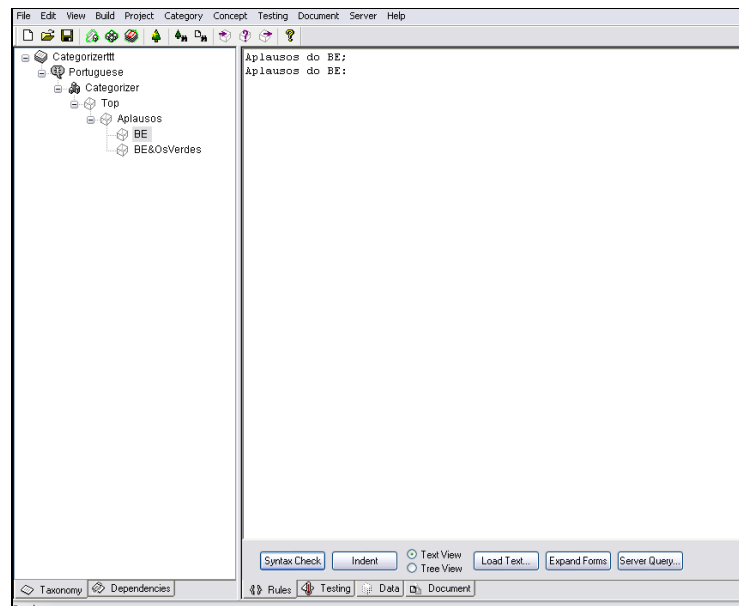 File Edit View Build Project Category Concept Testing Document Server Help
Categorizerttt
Portuguese
Categorizer
Top
Aplausos
BE
BE&OsVerdes
Aplausos do BE;
Aplausos do BE:
Syntax Check
Indent
Text View
Tree View
Load Text...
Expand Forms
Server Query...
Taxonomy Dependencies
Rules Testing Data Document